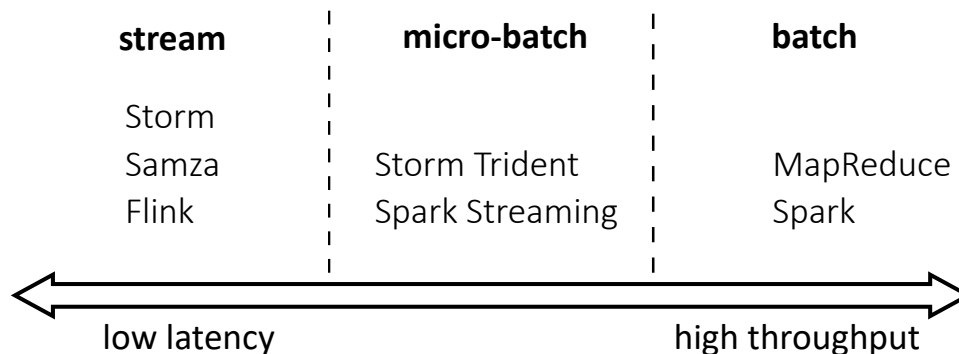 stream micro-batch batch
Storm
Samza Storm Trident MapReduce
Flink Spark Streaming Spark
low latency high throughput